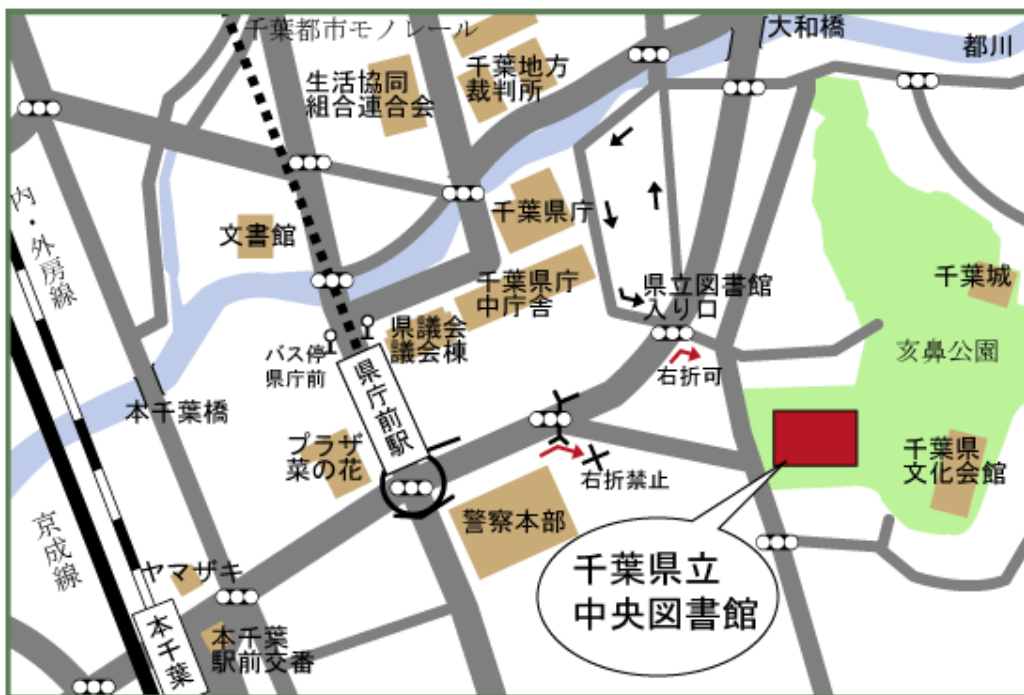 千葉都市モノレール
大和橋
都川
生活協同
組合連合会
千葉地方
裁判所
内・外房線
文書館
千葉県庁
千葉県庁
中庁舎
県立図書館
入り口
千葉城
バス停
県庁前
県議会
議会棟
右折可
亥鼻公園
県庁前駅
本千葉橋
プラザ
菜の花
千葉県
文化会館
右折禁止
警察本部
京成線
ヤマザキ
千葉県立
中央図書館
本千葉
本千葉
駅前交番